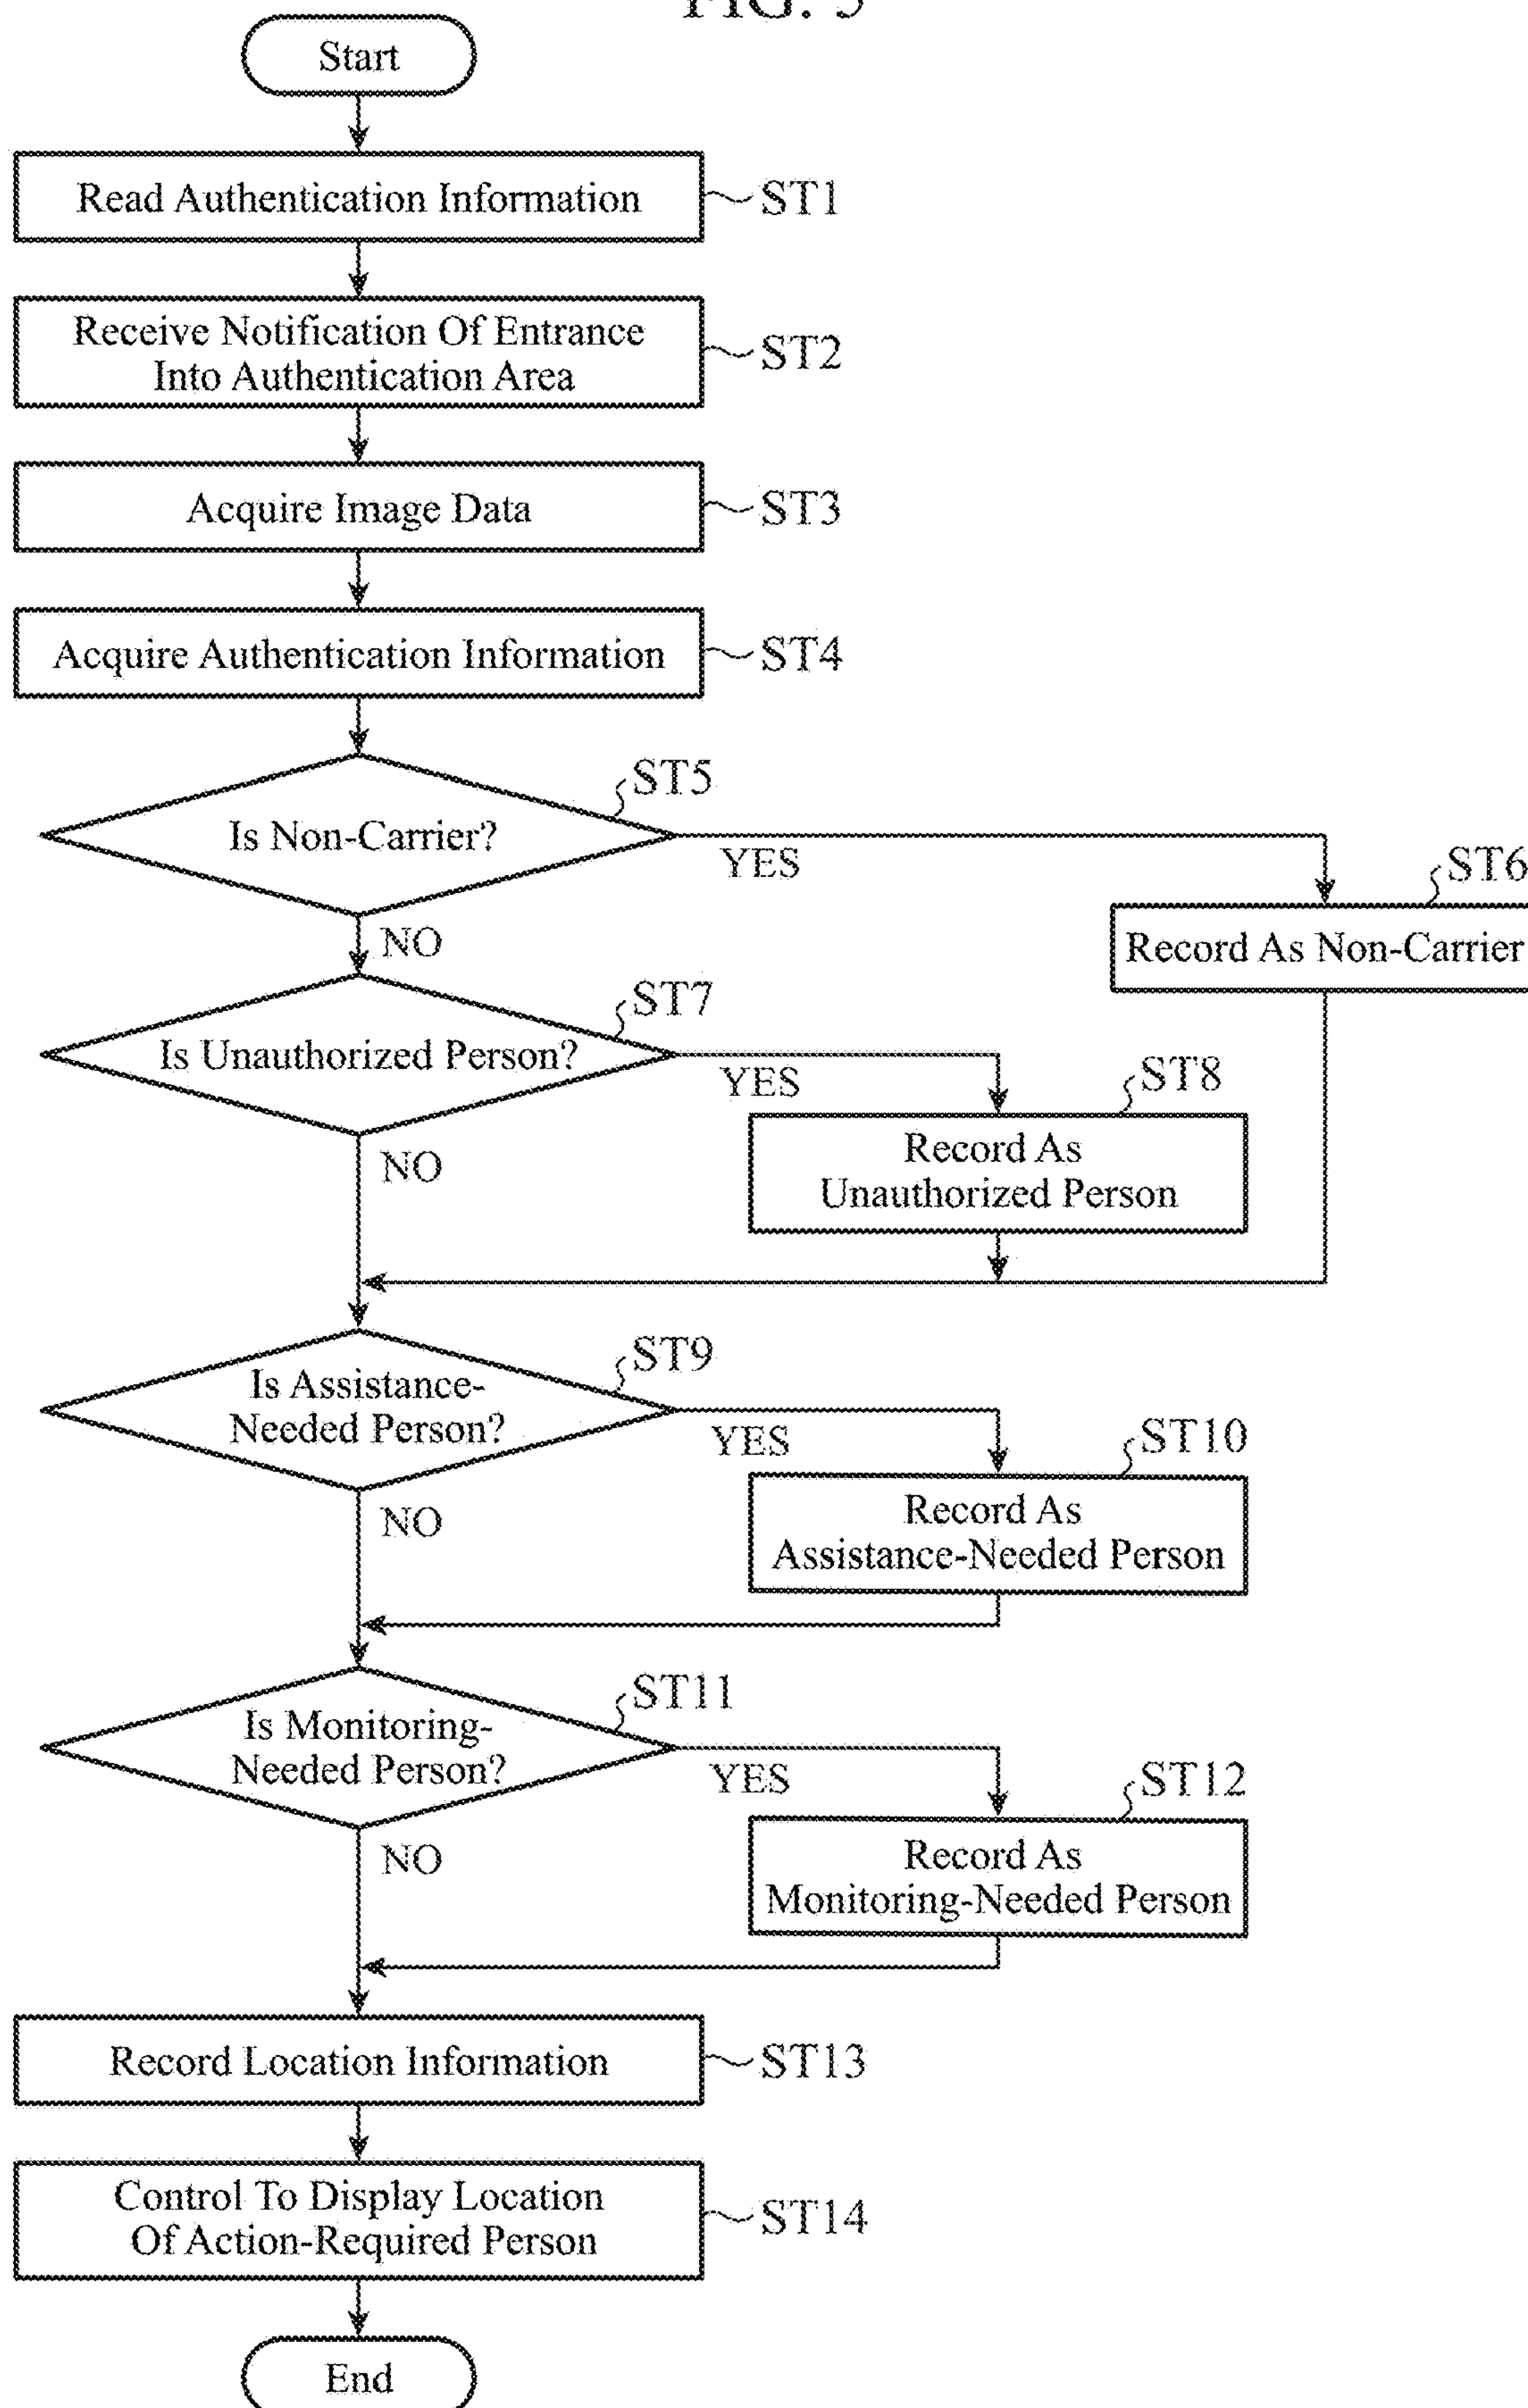 FIG. 5
Start
Read Authentication Information
ST1
Receive Notification Of Entrance
Into Authentication Area
ST2
Acquire Image Data
ST3
Acquire Authentication Information
ST4
ST5
Is Non-Carrier?
YES
ST6
NO
Record As Non-Carrier
ST7
Is Unauthorized Person?
YES
ST8
Record As
Unauthorized Person
NO
ST9
Is Assistance-
Needed Person?
YES
ST10
Record As
Assistance-Needed Person
NO
ST11
Is Monitoring-
Needed Person?
YES
ST12
Record As
Monitoring-Needed Person
NO
Record Location Information
ST13
Control To Display Location
Of Action-Required Person
ST14
End